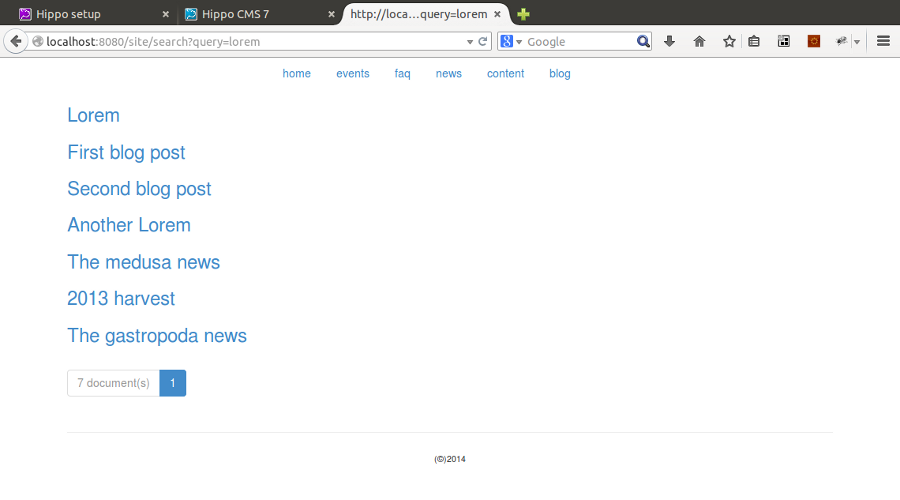 Hippo setup
Hippo CMS 7
http://loca...query=lorem
localhost:8080/site/search?query=lorem
Google
home events faq news content blog
Lorem
First blog post
Second blog post
Another Lorem
The medusa news
2013 harvest
The gastropoda news
7 document(s) 1
(©)2014